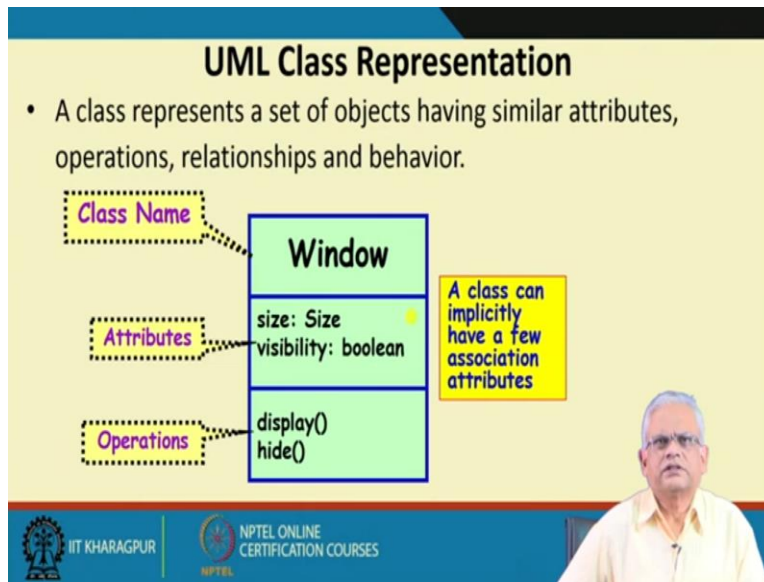 UML Class Representation
• A class represents a set of objects having similar attributes,
operations, relationships and behavior.
Class Name
Window
Attributes
size: Size
visibility: boolean
A class can
implicitly
have a few
association
attributes
Operations
display()
hide()
IIT KHARAGPUR
NPTEL
NPTEL ONLINE
CERTIFICATION COURSES